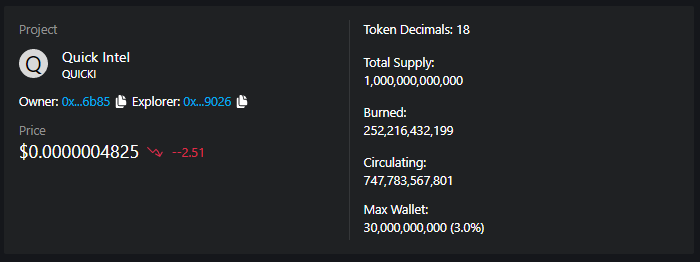 Project
Q
Quick Intel
QUICKI
Owner: 0x...6b85 Explorer: 0x...9026
Price
$0.0000004825 --2.51
Token Decimals: 18
Total Supply:
1,000,000,000,000
Burned:
252,216,432,199
Circulating:
747,783,567,801
Max Wallet:
30,000,000,000 (3.0%)